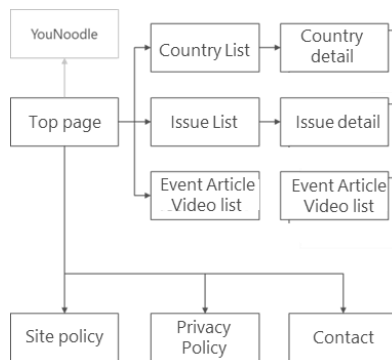 YouNoodle
Country List
Country
detail
Top page
Issue List
Issue detail
Event Article
Video list
Event Article
Video list
Site policy
Privacy
Policy
Contact